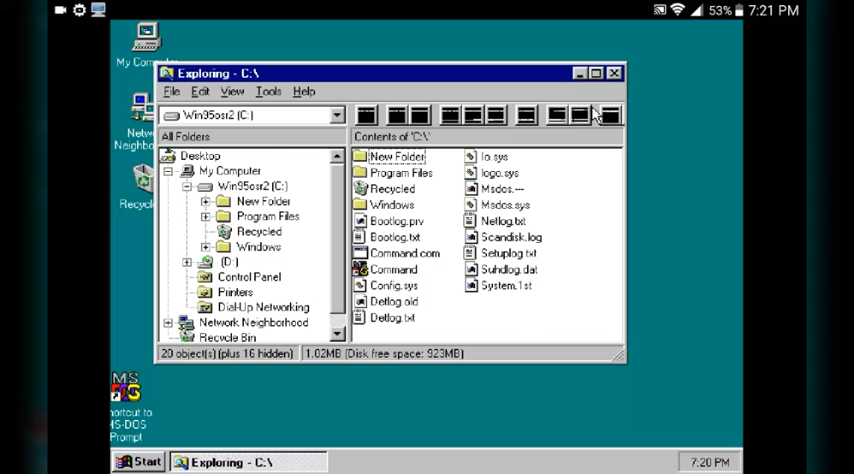 53% 7:21 PM
My Computer
Exploring - C:\
File Edit View Tools Help
Win95osr2 (C:)
All Folders
Contents of 'C:\'
Desktop
My Computer
Win95osr2 (C:)
New Folder
Program Files
Recycled
Windows
(D:)
Control Panel
Printers
Dial-Up Networking
Network Neighborhood
Recycle Bin
New Folder
Program Files
Recycled
Windows
Bootlog.prv
Bootlog.txt
Command.com
Command
Config.sys
Detlog.old
Detlog.txt
Io.sys
logo.sys
Msdos.---
Msdos.sys
Netlog.txt
Scandisk.log
Setuplog.txt
Suhdlog.dat
System.1st
20 object(s) (plus 16 hidden) 1.02MB (Disk free space: 923MB)
Netw
Neighbo
Recyc
MS
hortcut to
MS-DOS
Prompt
Start Exploring - C:\ 7:20 PM